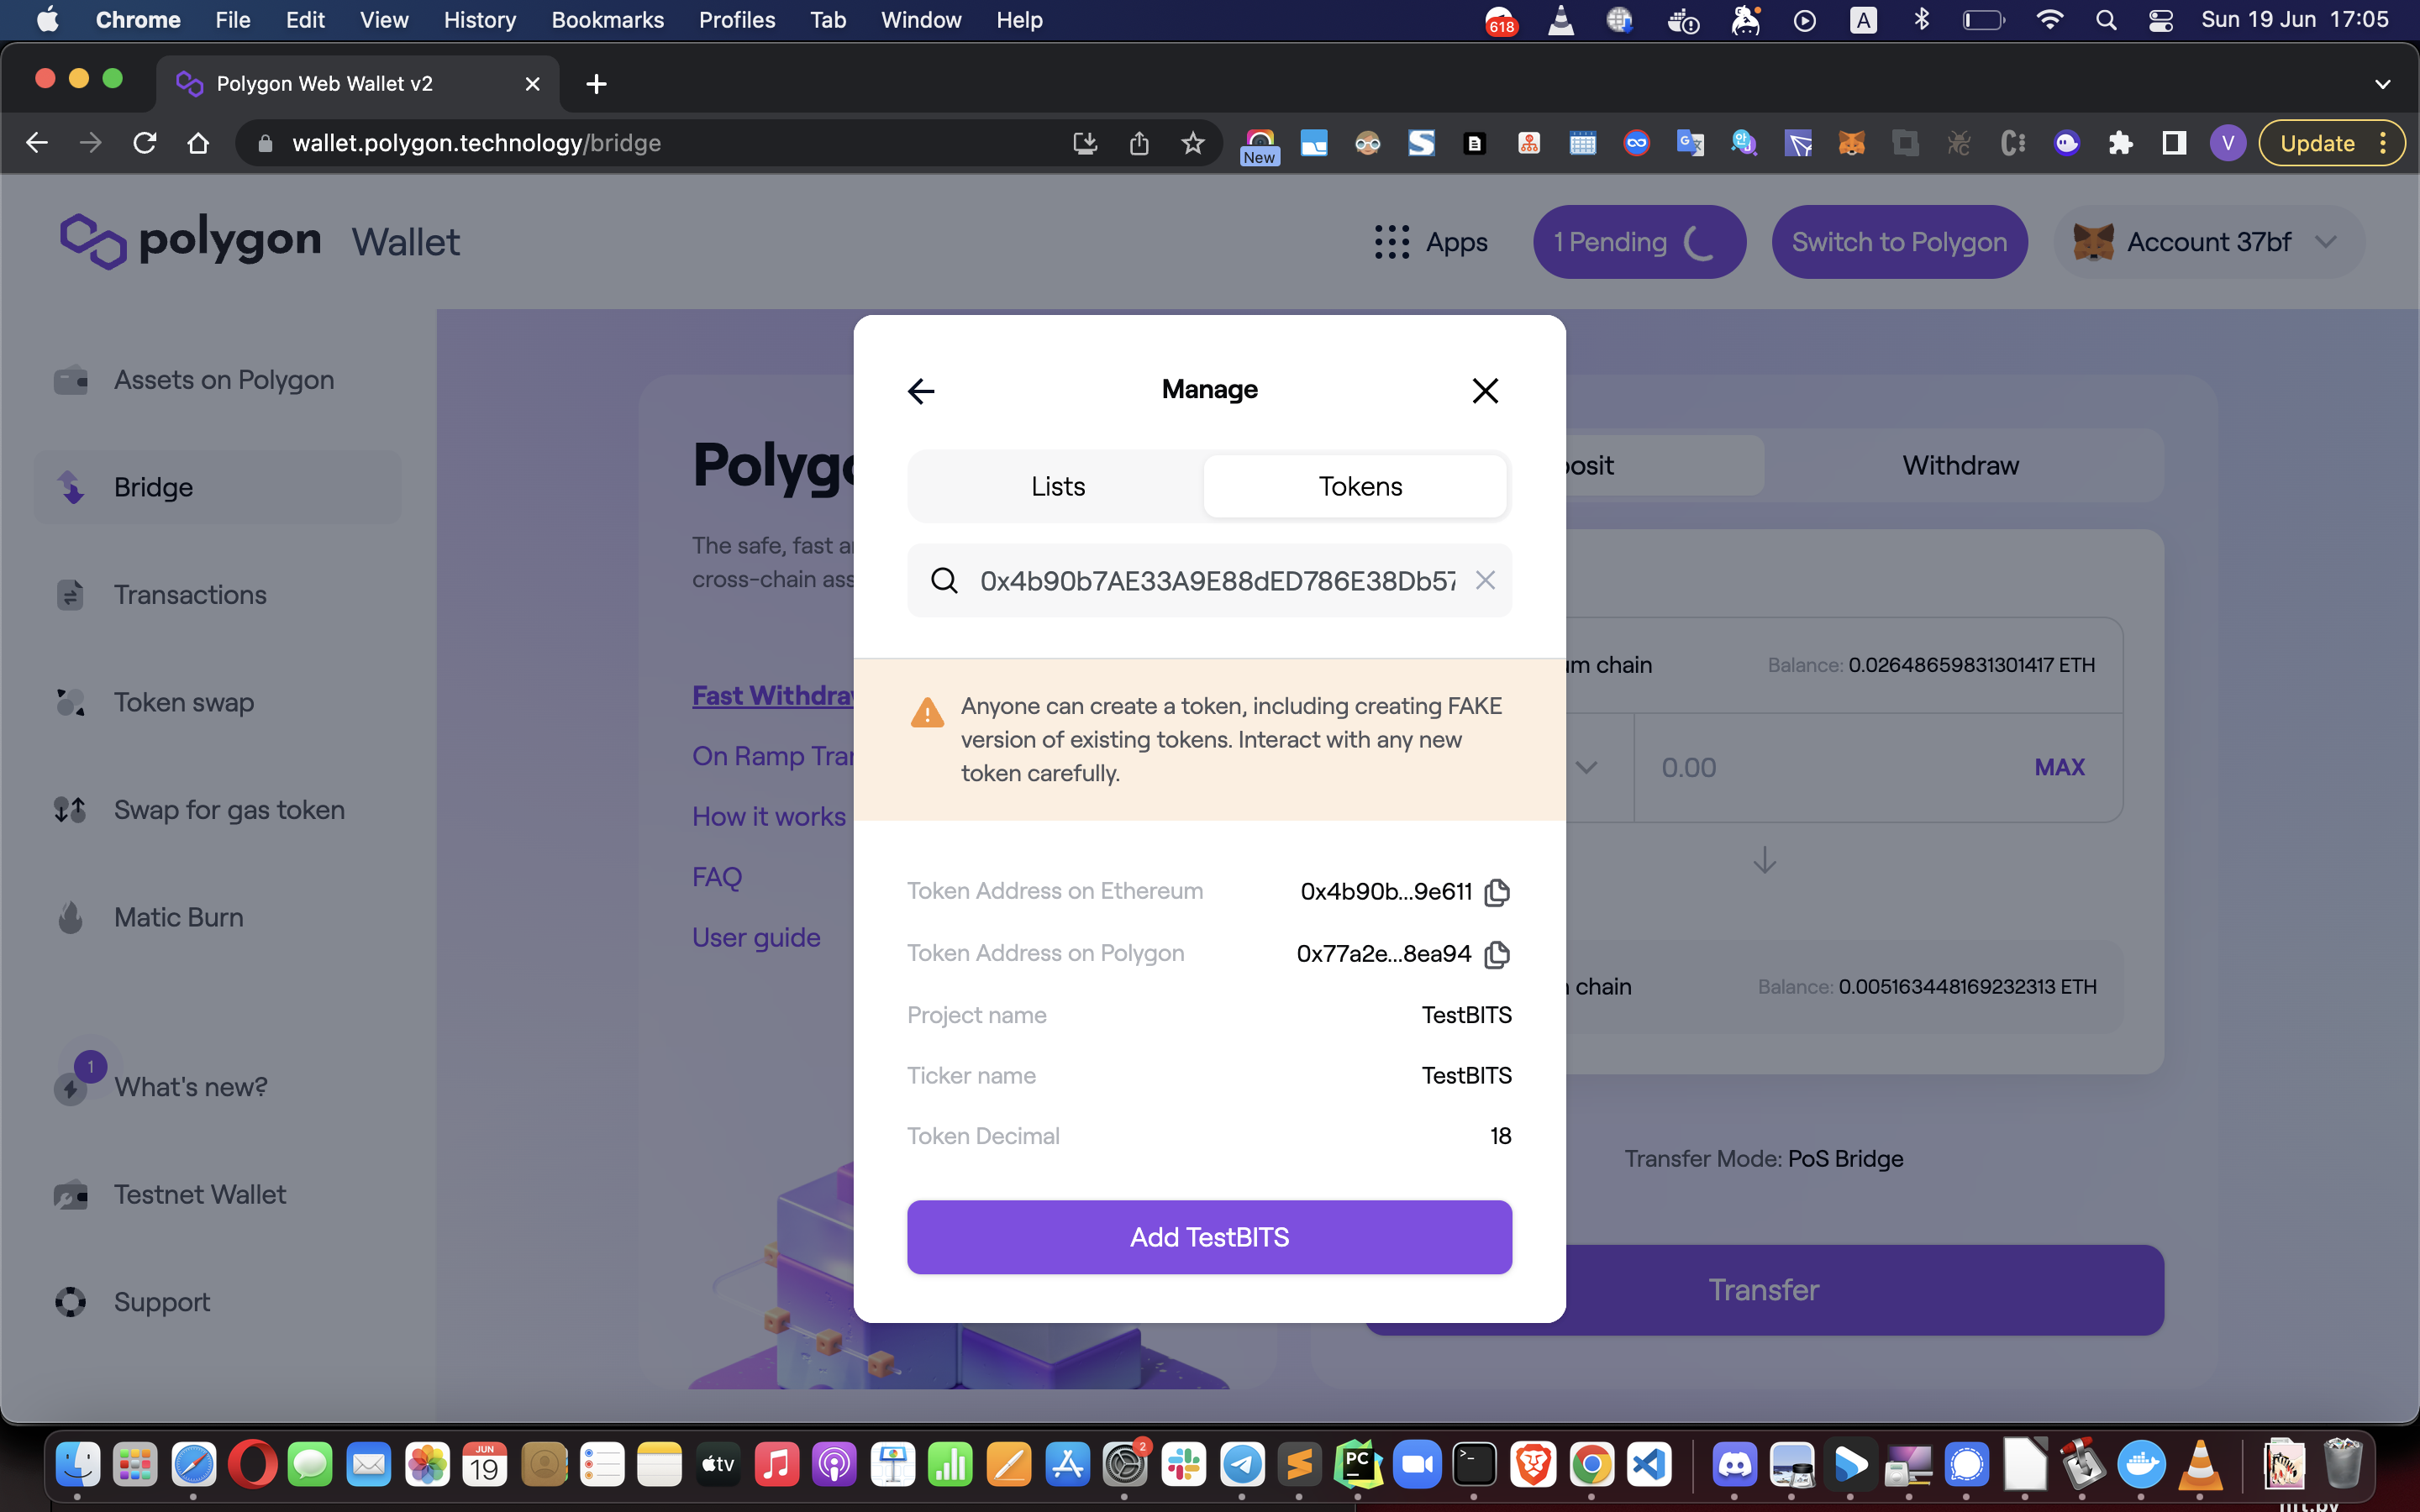 Chrome File Edit View History Bookmarks Profiles Tab Window Help 618 A Sun 19 Jun 17:05
Polygon Web Wallet v2
wallet.polygon.technology/bridge New V Update
polygon Wallet Apps 1 Pending Switch to Polygon Account 37bf
Assets on Polygon
Bridge
Transactions
Token swap
Swap for gas token
Matic Burn
1
What's new?
Testnet Wallet
Support
Polyg
The safe, fast a
cross-chain ass
Fast Withdra
On Ramp Tra
How it works
FAQ
User guide
Manage
Lists Tokens
0x4b90b7AE33A9E88dED786E38Db57
Anyone can create a token, including creating FAKE
version of existing tokens. Interact with any new
token carefully.
Token Address on Ethereum 0x4b90b...9e611
Token Address on Polygon 0x77a2e...8ea94
Project name TestBITS
Ticker name TestBITS
Token Decimal 18
Add TestBITS
osit Withdraw
m chain Balance: 0.02648659831301417 ETH
0.00 MAX
chain Balance: 0.005163448169232313 ETH
Transfer Mode: PoS Bridge
Transfer
JUN
19
tv
2
PC
nft.by